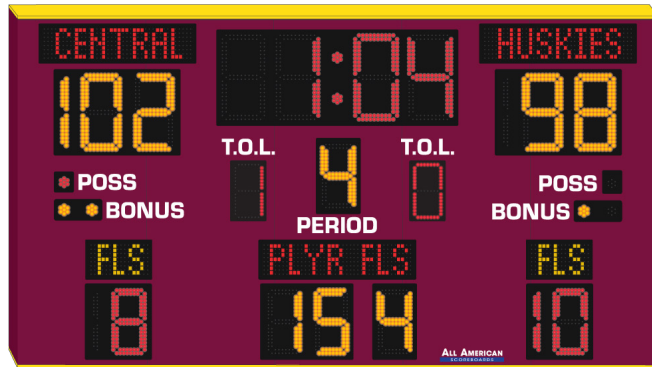 CENTRAL 1:04 HUSKIES
102 98
T.O.L. T.O.L.
1 4 0
POSS POSS
BONUS PERIOD BONUS
FLS PLYR FLS FLS
8 15 4 10
ALL AMERICAN
SCOREBOARDS